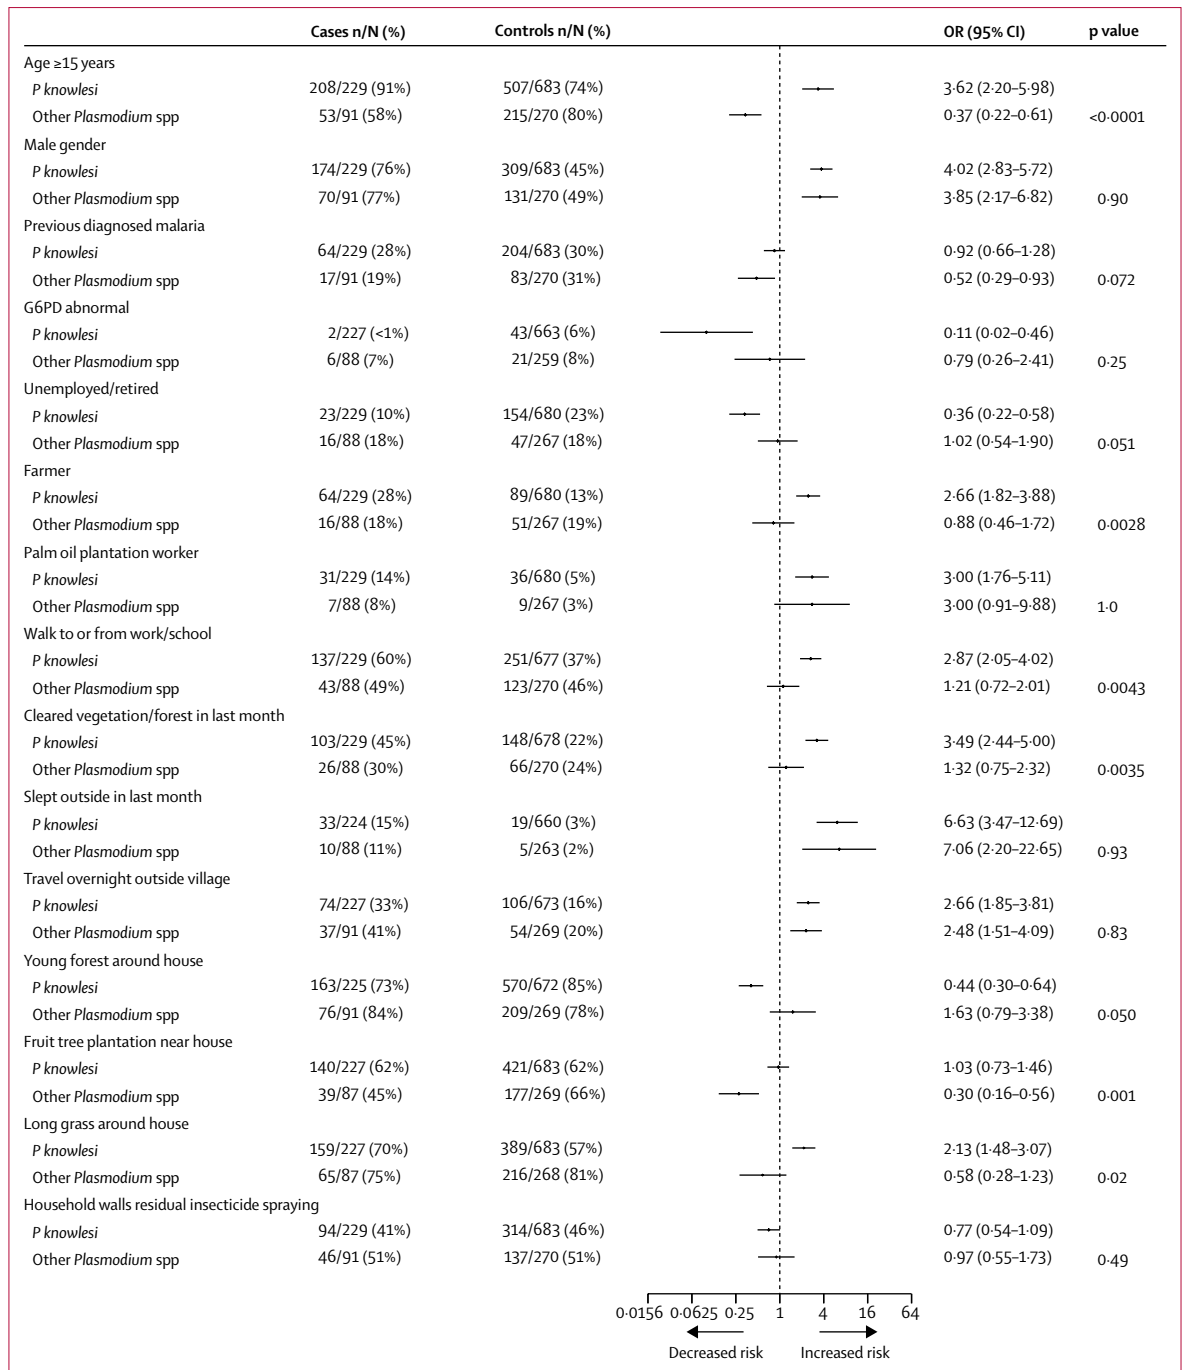 Cases n/N (%) Controls n/N (%) OR (95% CI) p value
Age ≥15 years
P knowlesi 208/229 (91%) 507/683 (74%) 3·62 (2·20–5·98)
Other Plasmodium spp 53/91 (58%) 215/270 (80%) 0·37 (0·22–0·61) <0·0001
Male gender
P knowlesi 174/229 (76%) 309/683 (45%) 4·02 (2·83–5·72)
Other Plasmodium spp 70/91 (77%) 131/270 (49%) 3·85 (2·17–6·82) 0·90
Previous diagnosed malaria
P knowlesi 64/229 (28%) 204/683 (30%) 0·92 (0·66–1·28)
Other Plasmodium spp 17/91 (19%) 83/270 (31%) 0·52 (0·29–0·93) 0·072
G6PD abnormal
P knowlesi 2/227 (<1%) 43/663 (6%) 0·11 (0·02–0·46)
Other Plasmodium spp 6/88 (7%) 21/259 (8%) 0·79 (0·26–2·41) 0·25
Unemployed/retired
P knowlesi 23/229 (10%) 154/680 (23%) 0·36 (0·22–0·58)
Other Plasmodium spp 16/88 (18%) 47/267 (18%) 1·02 (0·54–1·90) 0·051
Farmer
P knowlesi 64/229 (28%) 89/680 (13%) 2·66 (1·82–3·88)
Other Plasmodium spp 16/88 (18%) 51/267 (19%) 0·88 (0·46–1·72) 0·0028
Palm oil plantation worker
P knowlesi 31/229 (14%) 36/680 (5%) 3·00 (1·76–5·11)
Other Plasmodium spp 7/88 (8%) 9/267 (3%) 3·00 (0·91–9·88) 1·0
Walk to or from work/school
P knowlesi 137/229 (60%) 251/677 (37%) 2·87 (2·05–4·02)
Other Plasmodium spp 43/88 (49%) 123/270 (46%) 1·21 (0·72–2·01) 0·0043
Cleared vegetation/forest in last month
P knowlesi 103/229 (45%) 148/678 (22%) 3·49 (2·44–5·00)
Other Plasmodium spp 26/88 (30%) 66/270 (24%) 1·32 (0·75–2·32) 0·0035
Slept outside in last month
P knowlesi 33/224 (15%) 19/660 (3%) 6·63 (3·47–12·69)
Other Plasmodium spp 10/88 (11%) 5/263 (2%) 7·06 (2·20–22·65) 0·93
Travel overnight outside village
P knowlesi 74/227 (33%) 106/673 (16%) 2·66 (1·85–3·81)
Other Plasmodium spp 37/91 (41%) 54/269 (20%) 2·48 (1·51–4·09) 0·83
Young forest around house
P knowlesi 163/225 (73%) 570/672 (85%) 0·44 (0·30–0·64)
Other Plasmodium spp 76/91 (84%) 209/269 (78%) 1·63 (0·79–3·38) 0·050
Fruit tree plantation near house
P knowlesi 140/227 (62%) 421/683 (62%) 1·03 (0·73–1·46)
Other Plasmodium spp 39/87 (45%) 177/269 (66%) 0·30 (0·16–0·56) 0·001
Long grass around house
P knowlesi 159/227 (70%) 389/683 (57%) 2·13 (1·48–3·07)
Other Plasmodium spp 65/87 (75%) 216/268 (81%) 0·58 (0·28–1·23) 0·02
Household walls residual insecticide spraying
P knowlesi 94/229 (41%) 314/683 (46%) 0·77 (0·54–1·09)
Other Plasmodium spp 46/91 (51%) 137/270 (51%) 0·97 (0·55–1·73) 0·49
0·0156 0·0625 0·25 1 4 16 64
Decreased risk Increased risk